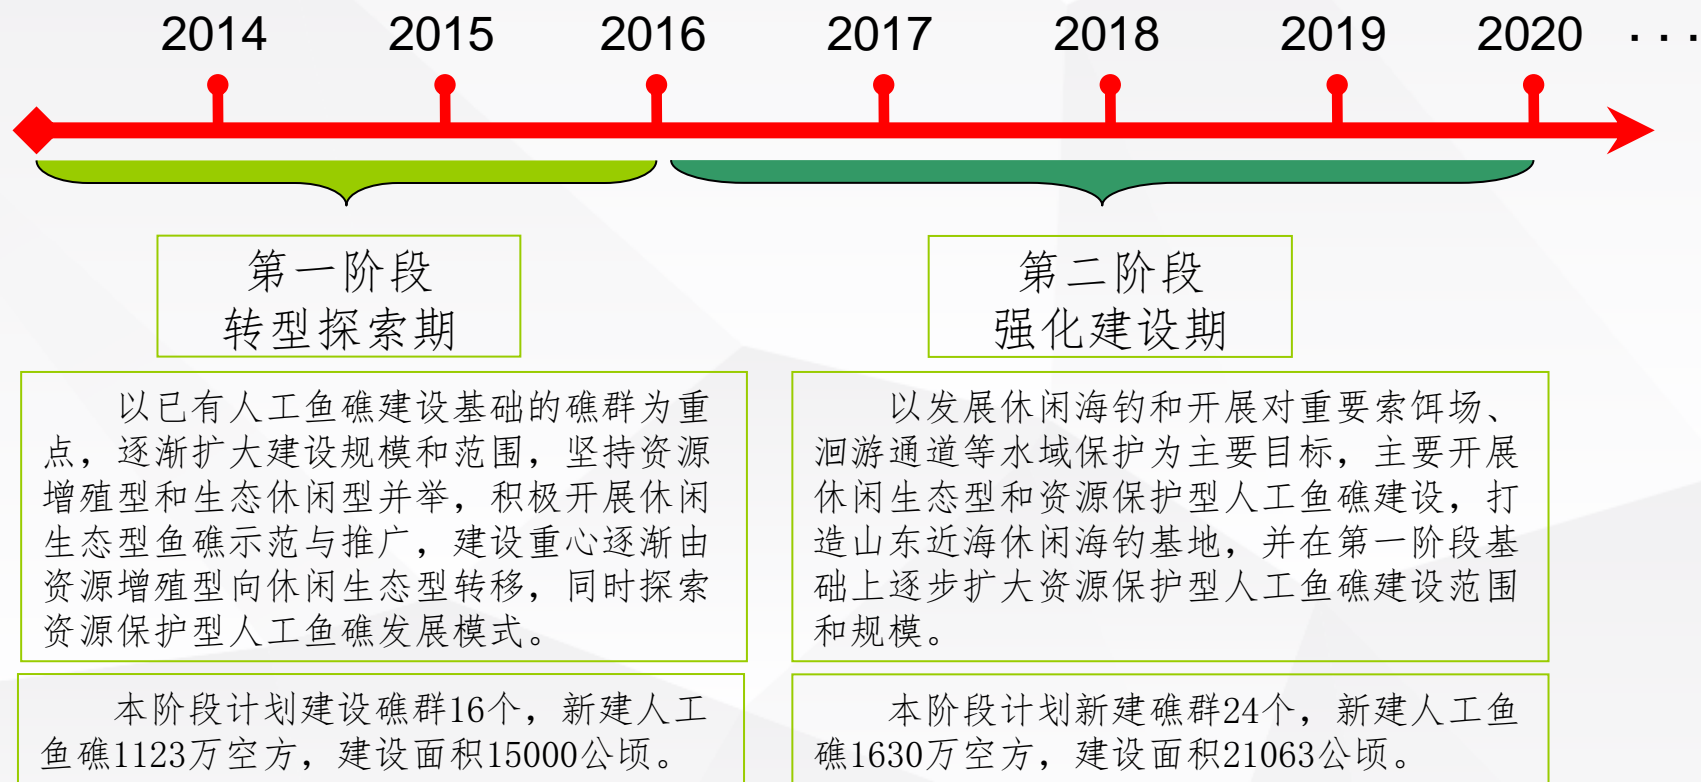 2014 2015 2016 2017 2018 2019 2020 ···
第一阶段
转型探索期
以已有人工鱼礁建设基础的礁群为重
点，逐渐扩大建设规模和范围，坚持资源
增殖型和生态休闲型并举，积极开展休闲
生态型鱼礁示范与推广，建设重心逐渐由
资源增殖型向休闲生态型转移，同时探索
资源保护型人工鱼礁发展模式。
本阶段计划建设礁群16个，新建人工
鱼礁1123万空方，建设面积15000公顷。
第二阶段
强化建设期
以发展休闲海钓和开展对重要索饵场、
洄游通道等水域保护为主要目标，主要开展
休闲生态型和资源保护型人工鱼礁建设，打
造山东近海休闲海钓基地，并在第一阶段基
础上逐步扩大资源保护型人工鱼礁建设范围
和规模。
本阶段计划新建礁群24个，新建人工鱼
礁1630万空方，建设面积21063公顷。